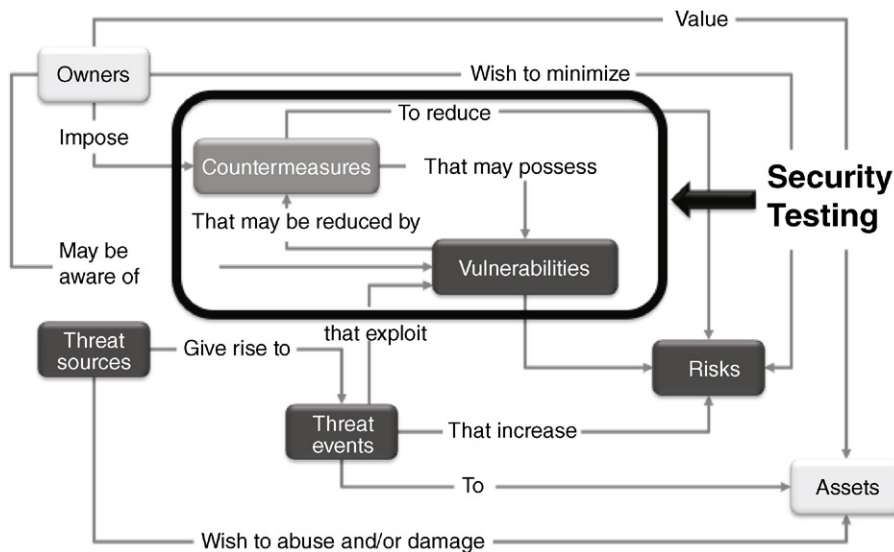 Value
Owners
Wish to minimize
To reduce
Impose
Countermeasures
That may possess
Security
Testing
That may be reduced by
May be
aware of
Vulnerabilities
that exploit
Threat
sources
Give rise to
Risks
Threat
events
That increase
To
Assets
Wish to abuse and/or damage